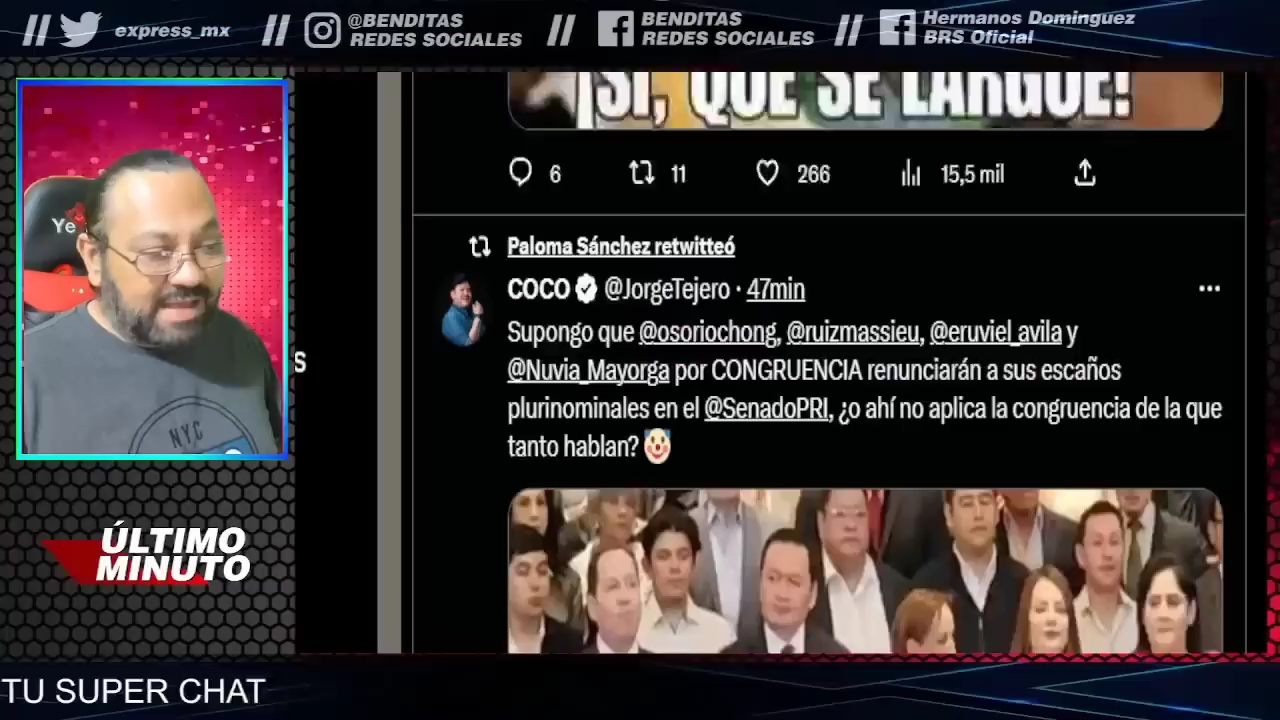 // express_mx // @BENDITAS REDES SOCIALES // BENDITAS REDES SOCIALES // Hermanos Dominguez BRS Oficial
¡SI, QUE SE LARGUE!
6 11 266 15,5 mil
Paloma Sánchez retwitteó
COCO @JorgeTejero · 47min
Supongo que @osoriochong, @ruizmassieu, @eruviel_avila y
@Nuvia_Mayorga por CONGRUENCIA renunciarán a sus escaños
plurinominales en el @SenadoPRI, ¿o ahí no aplica la congruencia de la que
tanto hablan?
Ye
S
NYC
ÚLTIMO
MINUTO
TU SUPER CHAT